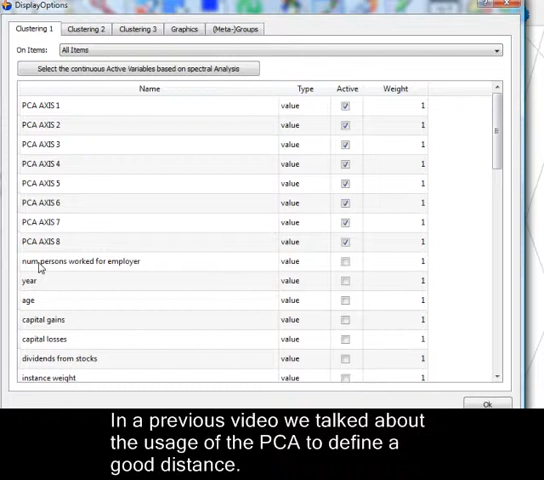 DisplayOptions
Clustering 1 Clustering 2 Clustering 3 Graphics (Meta-)Groups
On Items: All Items
Select the continuous Active Variables based on spectral Analysis
Name Type Active Weight
PCA AXIS 1 value 1
PCA AXIS 2 value 1
PCA AXIS 3 value 1
PCA AXIS 4 value 1
PCA AXIS 5 value 1
PCA AXIS 6 value 1
PCA AXIS 7 value 1
PCA AXIS 8 value 1
num persons worked for employer value 1
year value 1
age value 1
capital gains value 1
capital losses value 1
dividends from stocks value 1
instance weight value 1
Ok
In a previous video we talked about
the usage of the PCA to define a
good distance.